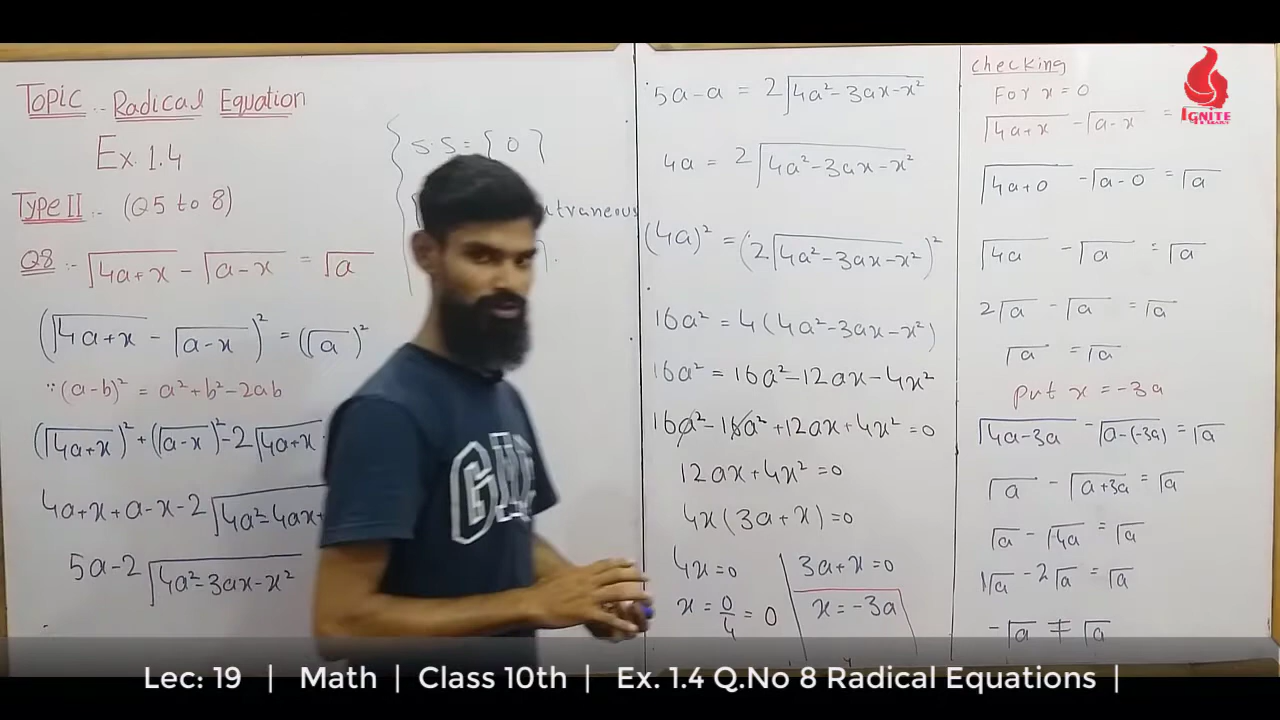 Topic :- Radical Equation
Ex. 1.4
Type II :- (Q5 to 8)
Q8 :- √(4a+x) - √(a-x) = √a
(√(4a+x) - √(a-x))² = (√a)²
∵ (a-b)² = a²+b²-2ab
(√(4a+x))² + (√(a-x))² - 2√(4a+x)
4a+x+a-x-2√(4a²-4ax+
5a-2√(4a²-3ax-x²)
S.S = {0}
5a-a = 2√(4a²-3ax-x²)
4a = 2√(4a²-3ax-x²)
(4a)² = (2√(4a²-3ax-x²))²
16a² = 4(4a²-3ax-x²)
16a² = 16a²-12ax-4x²
16a²-16a²+12ax+4x²=0
12ax+4x²=0
4x(3a+x)=0
4x=0
x = 0/4 = 0
3a+x=0
x=-3a
checking
For x = 0
√(4a+x) - √(a-x) =
√(4a+0) - √(a-0) = √a
√4a - √a = √a
2√a - √a = √a
√a = √a
put x = -3a
√(4a-3a) - √(a-(-3a)) = √a
√a - √(a+3a) = √a
√a - √4a = √a
1√a - 2√a = √a
-√a ≠ √a
IGNITE
Lec: 19 | Math | Class 10th | Ex. 1.4 Q.No 8 Radical Equations |